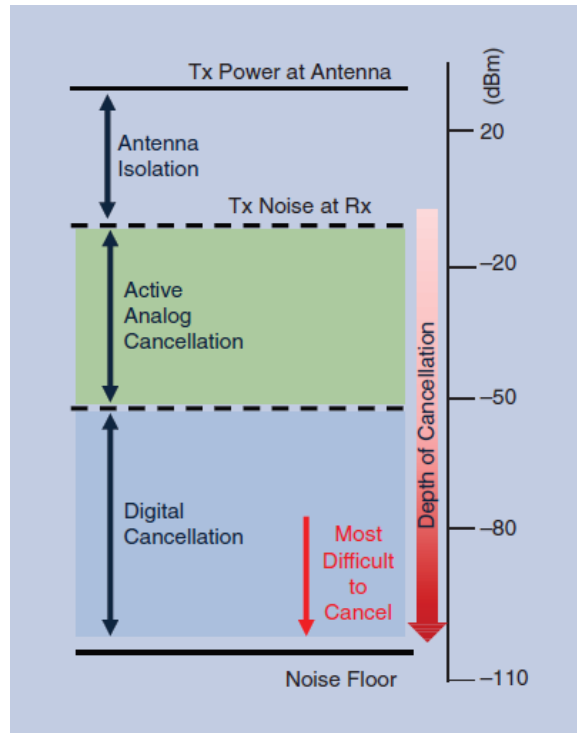 Tx Power at Antenna
(dBm)
20
Antenna
Isolation
Tx Noise at Rx
–20
Active
Analog
Cancellation
Depth of Cancellation
–50
Digital
Cancellation
–80
Most
Difficult
to
Cancel
Noise Floor
–110